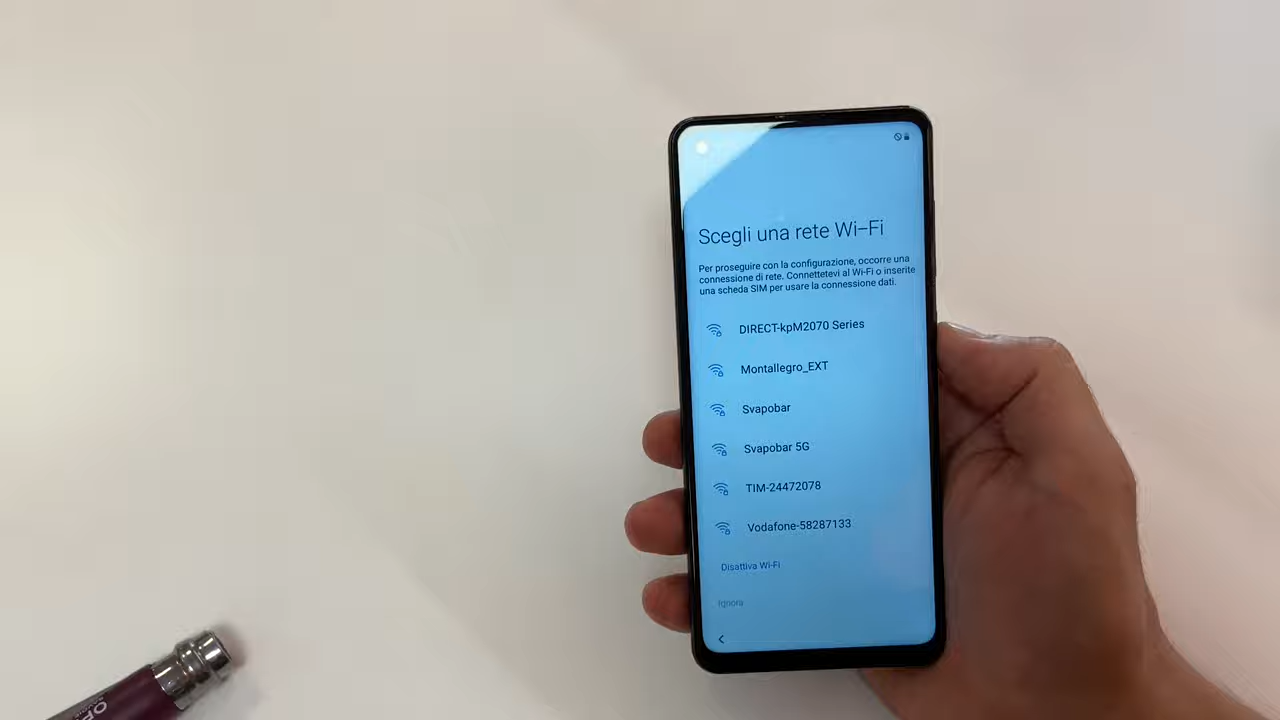 Scegli una rete Wi-Fi
Per proseguire con la configurazione, occorre una
connessione di rete. Connettetevi al Wi-Fi o inserite
una scheda SIM per usare la connessione dati.
DIRECT-kpM2070 Series
Montallegro_EXT
Svapobar
Svapobar 5G
TIM-24472078
Vodafone-58287133
Disattiva Wi-Fi
Ignora